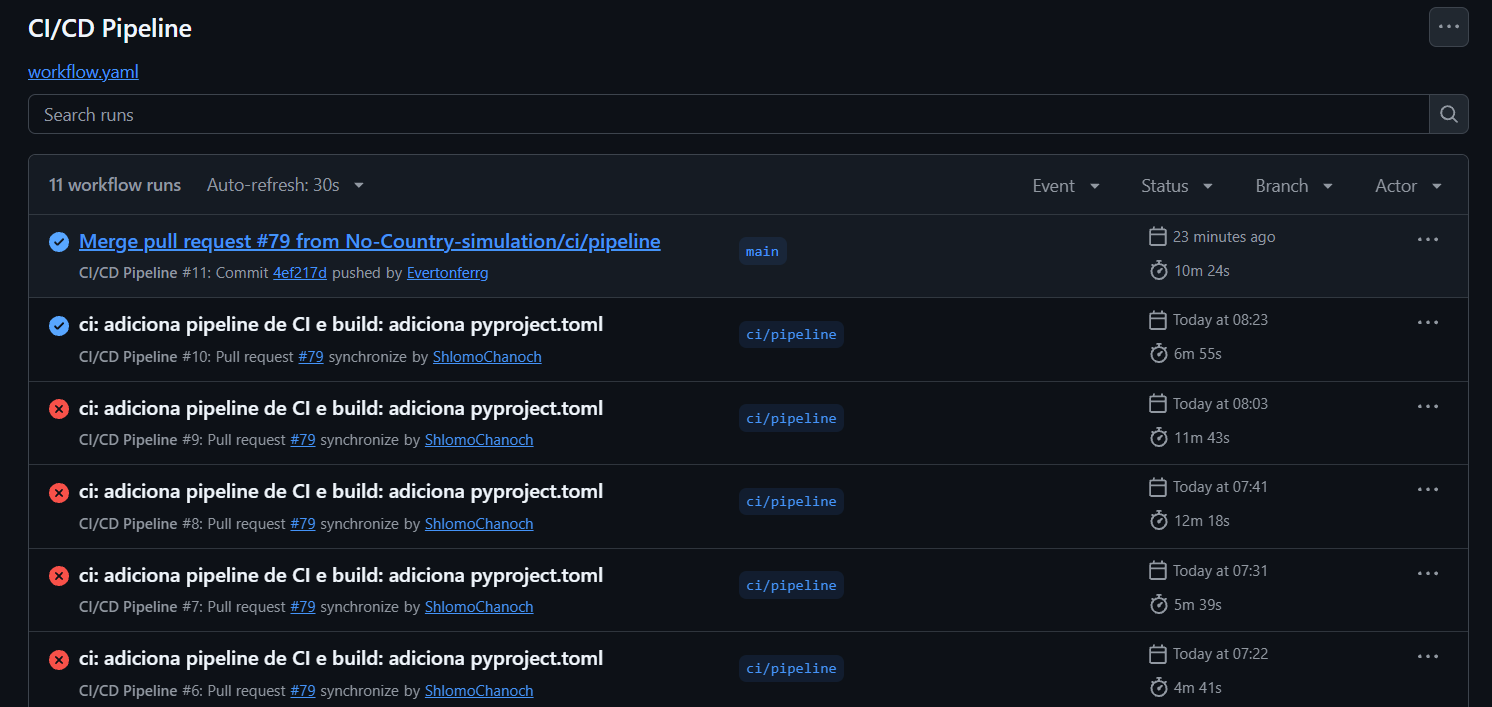 CI/CD Pipeline
workflow.yaml
Search runs
11 workflow runs Auto-refresh: 30s Event Status Branch Actor
Merge pull request #79 from No-Country-simulation/ci/pipeline
CI/CD Pipeline #11: Commit 4ef217d pushed by Evertonferrg
main
23 minutes ago
10m 24s
ci: adiciona pipeline de CI e build: adiciona pyproject.toml
CI/CD Pipeline #10: Pull request #79 synchronize by ShlomoChanoch
ci/pipeline
Today at 08:23
6m 55s
ci: adiciona pipeline de CI e build: adiciona pyproject.toml
CI/CD Pipeline #9: Pull request #79 synchronize by ShlomoChanoch
ci/pipeline
Today at 08:03
11m 43s
ci: adiciona pipeline de CI e build: adiciona pyproject.toml
CI/CD Pipeline #8: Pull request #79 synchronize by ShlomoChanoch
ci/pipeline
Today at 07:41
12m 18s
ci: adiciona pipeline de CI e build: adiciona pyproject.toml
CI/CD Pipeline #7: Pull request #79 synchronize by ShlomoChanoch
ci/pipeline
Today at 07:31
5m 39s
ci: adiciona pipeline de CI e build: adiciona pyproject.toml
CI/CD Pipeline #6: Pull request #79 synchronize by ShlomoChanoch
ci/pipeline
Today at 07:22
4m 41s